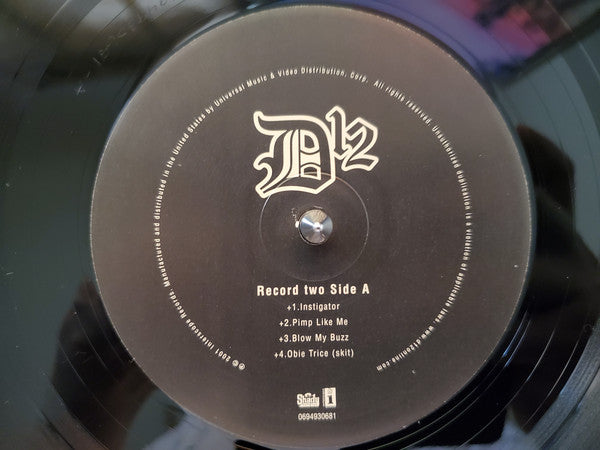 D12
Record two Side A
+1.Instigator
+2.Pimp Like Me
+3.Blow My Buzz
+4.Obie Trice (skit)
Shady
0694930681
℗ © 2001 Interscope Records. Manufactured and distributed in the United States by Universal Music & Video Distribution, Corp. All rights reserved. Unauthorized duplication is a violation of applicable laws www.d12online.com